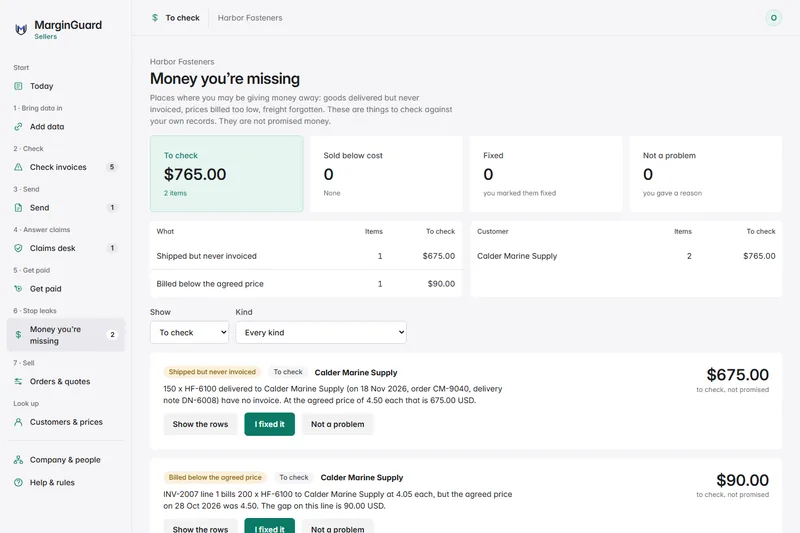 MarginGuard
Sellers
Start
Today
1 · Bring data in
Add data
2 · Check
Check invoices 5
3 · Send
Send 1
4 · Answer claims
Claims desk 1
5 · Get paid
Get paid
6 · Stop leaks
Money you're
missing 2
7 · Sell
Orders & quotes
Look up
Customers & prices
Company & people
Help & rules
$ To check Harbor Fasteners O
Harbor Fasteners
Money you're missing
Places where you may be giving money away: goods delivered but never
invoiced, prices billed too low, freight forgotten. These are things to check against
your own records. They are not promised money.
To check
$765.00
2 items
Sold below cost
0
None
Fixed
0
you marked them fixed
Not a problem
0
you gave a reason
What Items To check
Shipped but never invoiced 1 $675.00
Billed below the agreed price 1 $90.00
Customer Items To check
Calder Marine Supply 2 $765.00
Show Kind
To check Every kind
Shipped but never invoiced To check Calder Marine Supply $675.00
to check, not promised
150 x HF-6100 delivered to Calder Marine Supply (on 18 Nov 2026, order CM-9040, delivery
note DN-6008) have no invoice. At the agreed price of 4.50 each that is 675.00 USD.
Show the rows I fixed it Not a problem
Billed below the agreed price To check Calder Marine Supply $90.00
to check, not promised
INV-2007 line 1 bills 200 x HF-6100 to Calder Marine Supply at 4.05 each, but the agreed price
on 28 Oct 2026 was 4.50. The gap on this line is 90.00 USD.
Show the rows I fixed it Not a problem